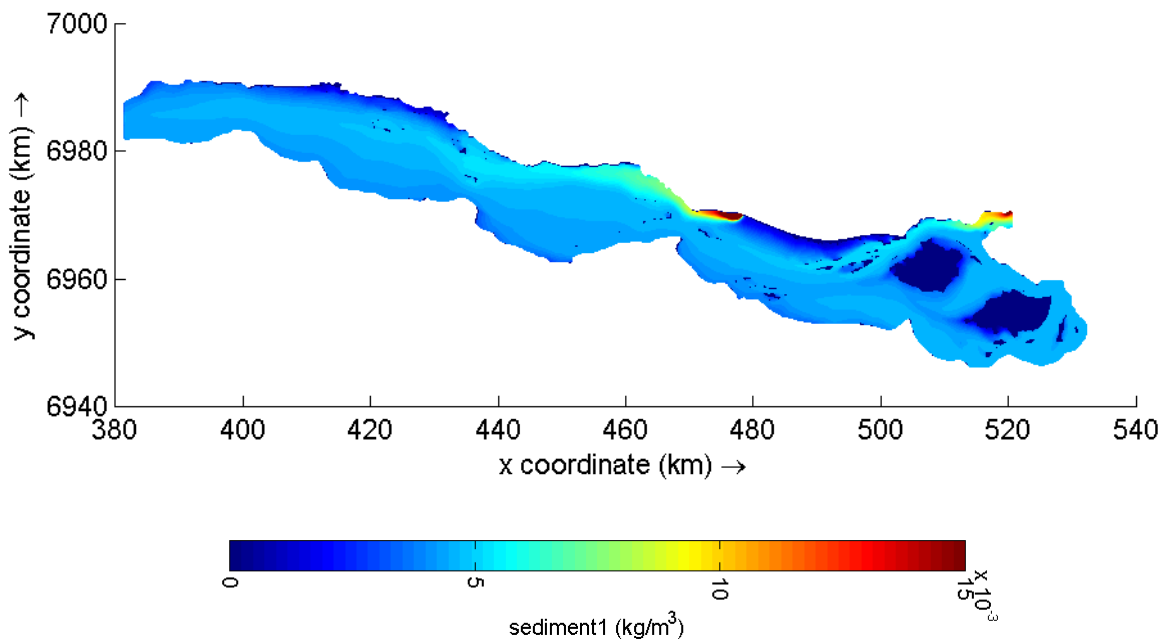 7000
6980
6960
6940
y coordinate (km) →
380 400 420 440 460 480 500 520 540
x coordinate (km) →
0 5 10 15
x 10⁻³
sediment1 (kg/m³)